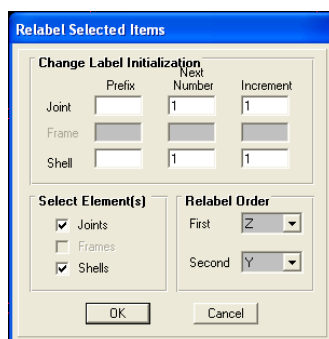 Relabel Selected Items
Change Label Initialization
Prefix Next Number Increment
Joint 1 1
Frame
Shell 1 1
Select Element(s)
Joints
Frames
Shells
Relabel Order
First Z
Second Y
OK Cancel